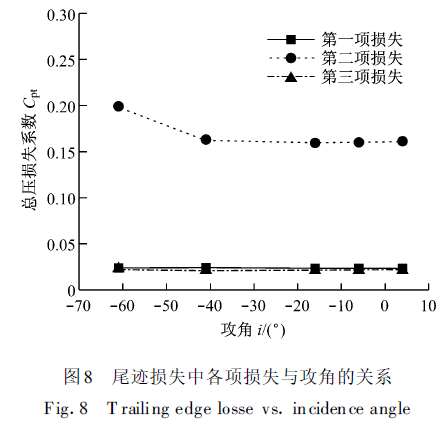 0.30
0.25
0.20
0.15
0.10
0.05
0
总压损失系数 Cpt
第一项损失
第二项损失
第三项损失
-70 -60 -50 -40 -30 -20 -10 0 10
攻角 i/(°)
图8 尾迹损失中各项损失与攻角的关系
Fig. 8 Trailing edge losse vs. incidence angle